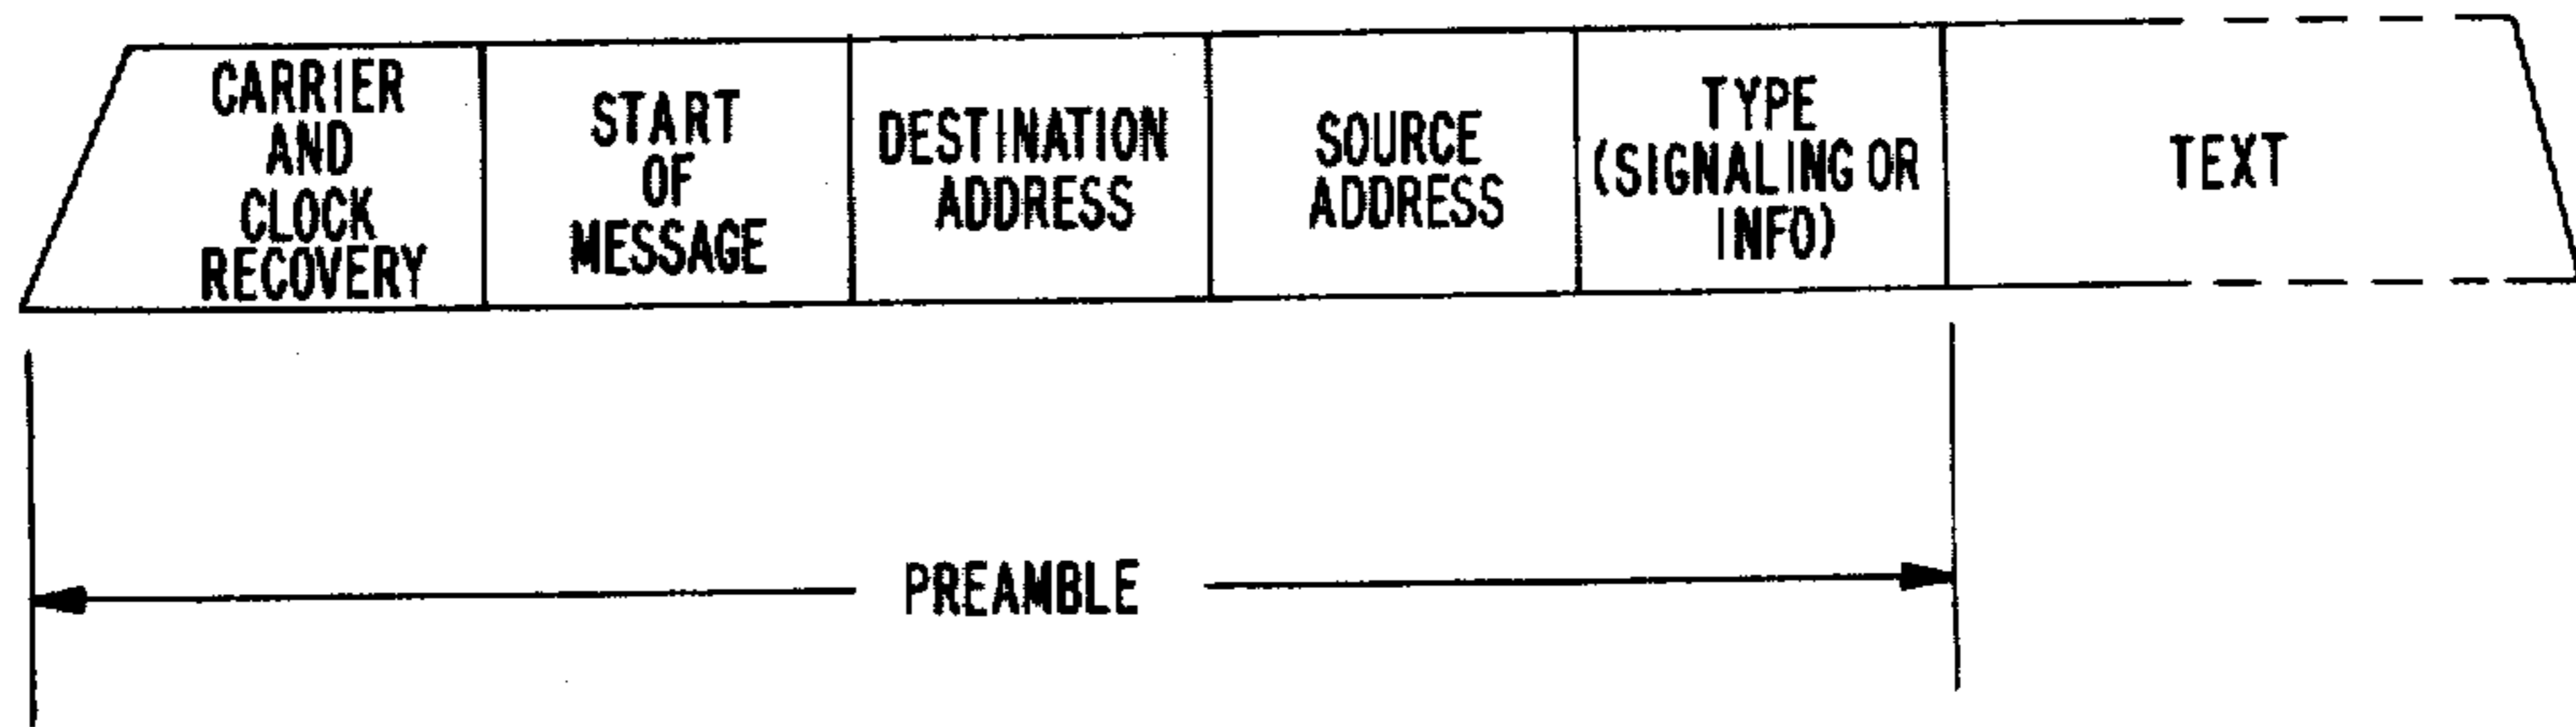 CARRIER
AND
CLOCK
RECOVERY
START
OF
MESSAGE
DESTINATION
ADDRESS
SOURCE
ADDRESS
TYPE
(SIGNALING OR
INFO)
TEXT
PREAMBLE